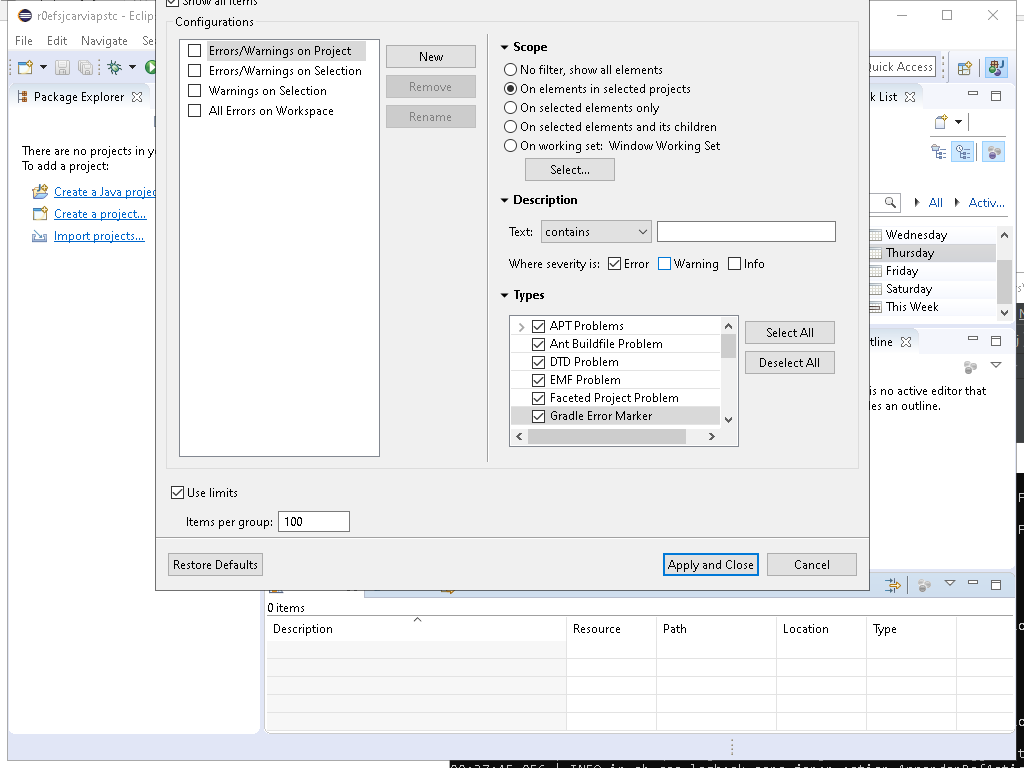 r0efsjcarviapstc - Eclip
Show all items
File Edit Navigate Se
Configurations
Errors/Warnings on Project
Errors/Warnings on Selection
Warnings on Selection
All Errors on Workspace
New
Remove
Rename
Scope
No filter, show all elements
On elements in selected projects
On selected elements only
On selected elements and its children
On working set: Window Working Set
Select...
Description
Text: contains
Where severity is: Error Warning Info
Types
APT Problems
Ant Buildfile Problem
DTD Problem
EMF Problem
Faceted Project Problem
Gradle Error Marker
Select All
Deselect All
Use limits
Items per group: 100
Restore Defaults
Apply and Close
Cancel
Package Explorer
There are no projects in y
To add a project:
Create a Java projec
Create a project...
Import projects...
Quick Access
k List
All Activ...
Wednesday
Thursday
Friday
Saturday
This Week
tline
is no active editor that
es an outline.
0 items
Description Resource Path Location Type